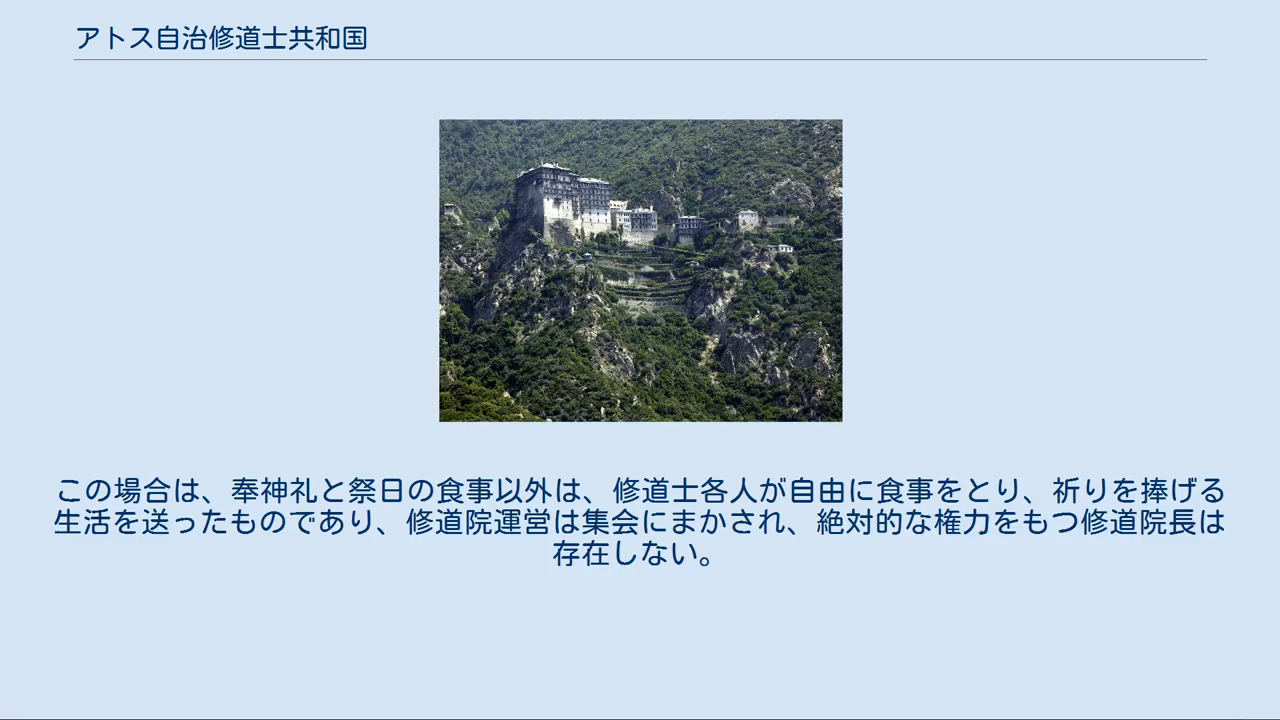 アトス自治修道士共和国
この場合は、奉神礼と祭日の食事以外は、修道士各人が自由に食事をとり、祈りを捧げる
生活を送ったものであり、修道院運営は集会にまかされ、絶対的な権力をもつ修道院長は
存在しない。